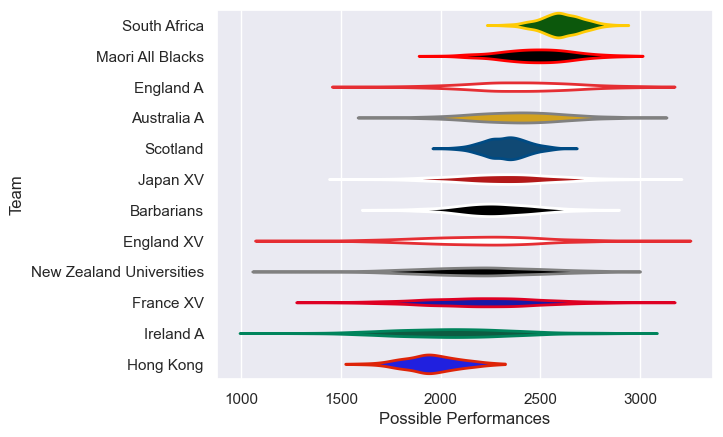 South Africa
Maori All Blacks
England A
Australia A
Scotland
Japan XV
Barbarians
England XV
New Zealand Universities
France XV
Ireland A
Hong Kong
Team
1000 1500 2000 2500 3000
Possible Performances